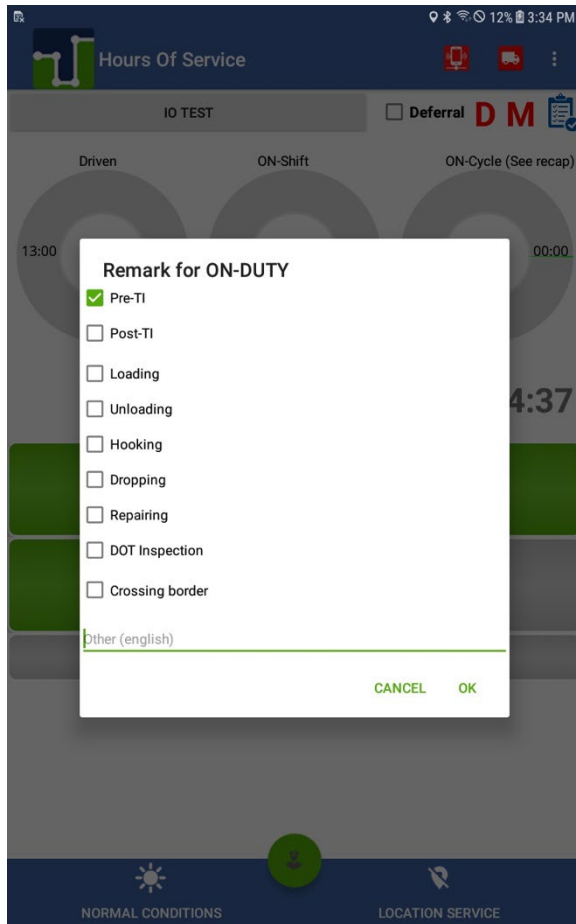 12% 3:34 PM
Hours Of Service
IO TEST
Deferral D M
Driven ON-Shift ON-Cycle (See recap)
13:00 00:00
Remark for ON-DUTY
Pre-TI
Post-TI
Loading
Unloading
4:37
Hooking
Dropping
Repairing
DOT Inspection
Crossing border
Other (english)
CANCEL OK
NORMAL CONDITIONS LOCATION SERVICE